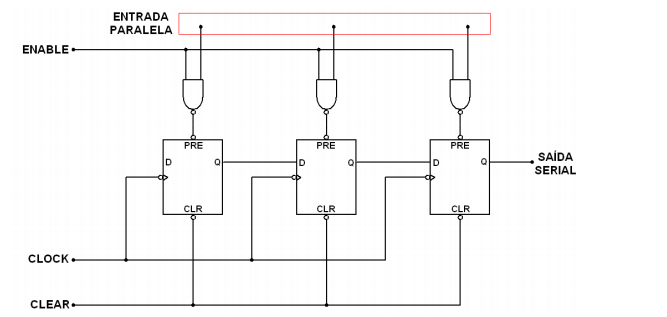 ENTRADA
PARALELA
ENABLE
PRE PRE PRE
D Q D Q D Q
SAÍDA
SERIAL
CLR CLR CLR
CLOCK
CLEAR